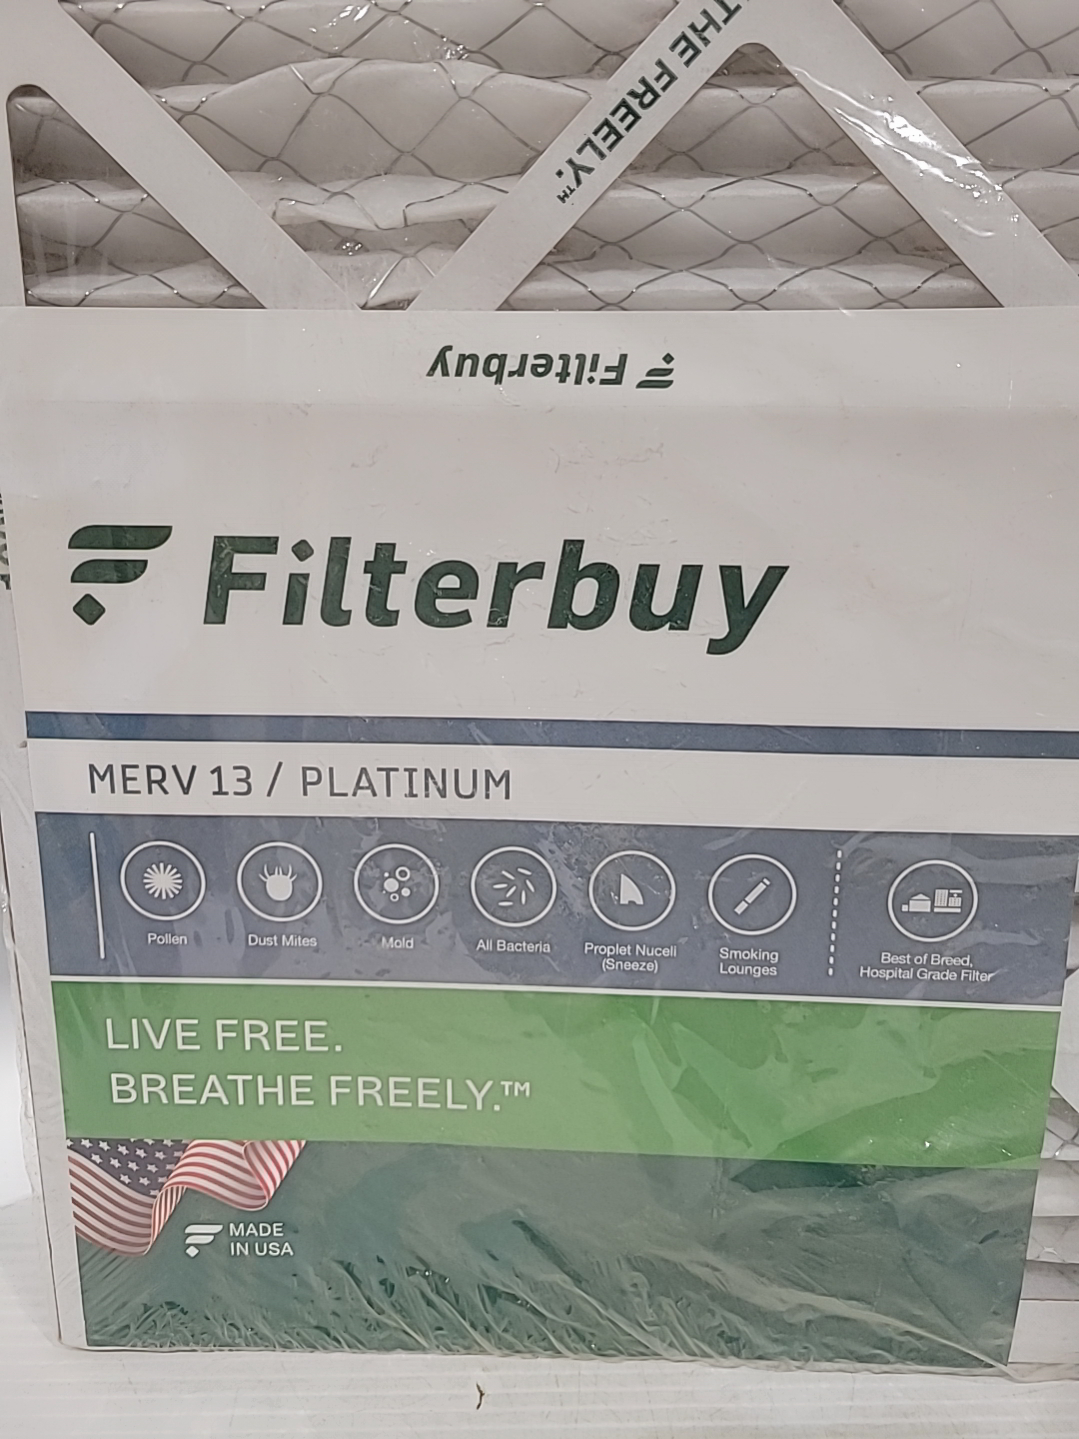 THE FREELY.™
Filterbuy
Filterbuy
MERV 13 / PLATINUM
Pollen
Dust Mites
Mold
All Bacteria
Proplet Nuceli
(Sneeze)
Smoking
Lounges
Best of Breed,
Hospital Grade Filter
LIVE FREE.
BREATHE FREELY.™
MADE
IN USA